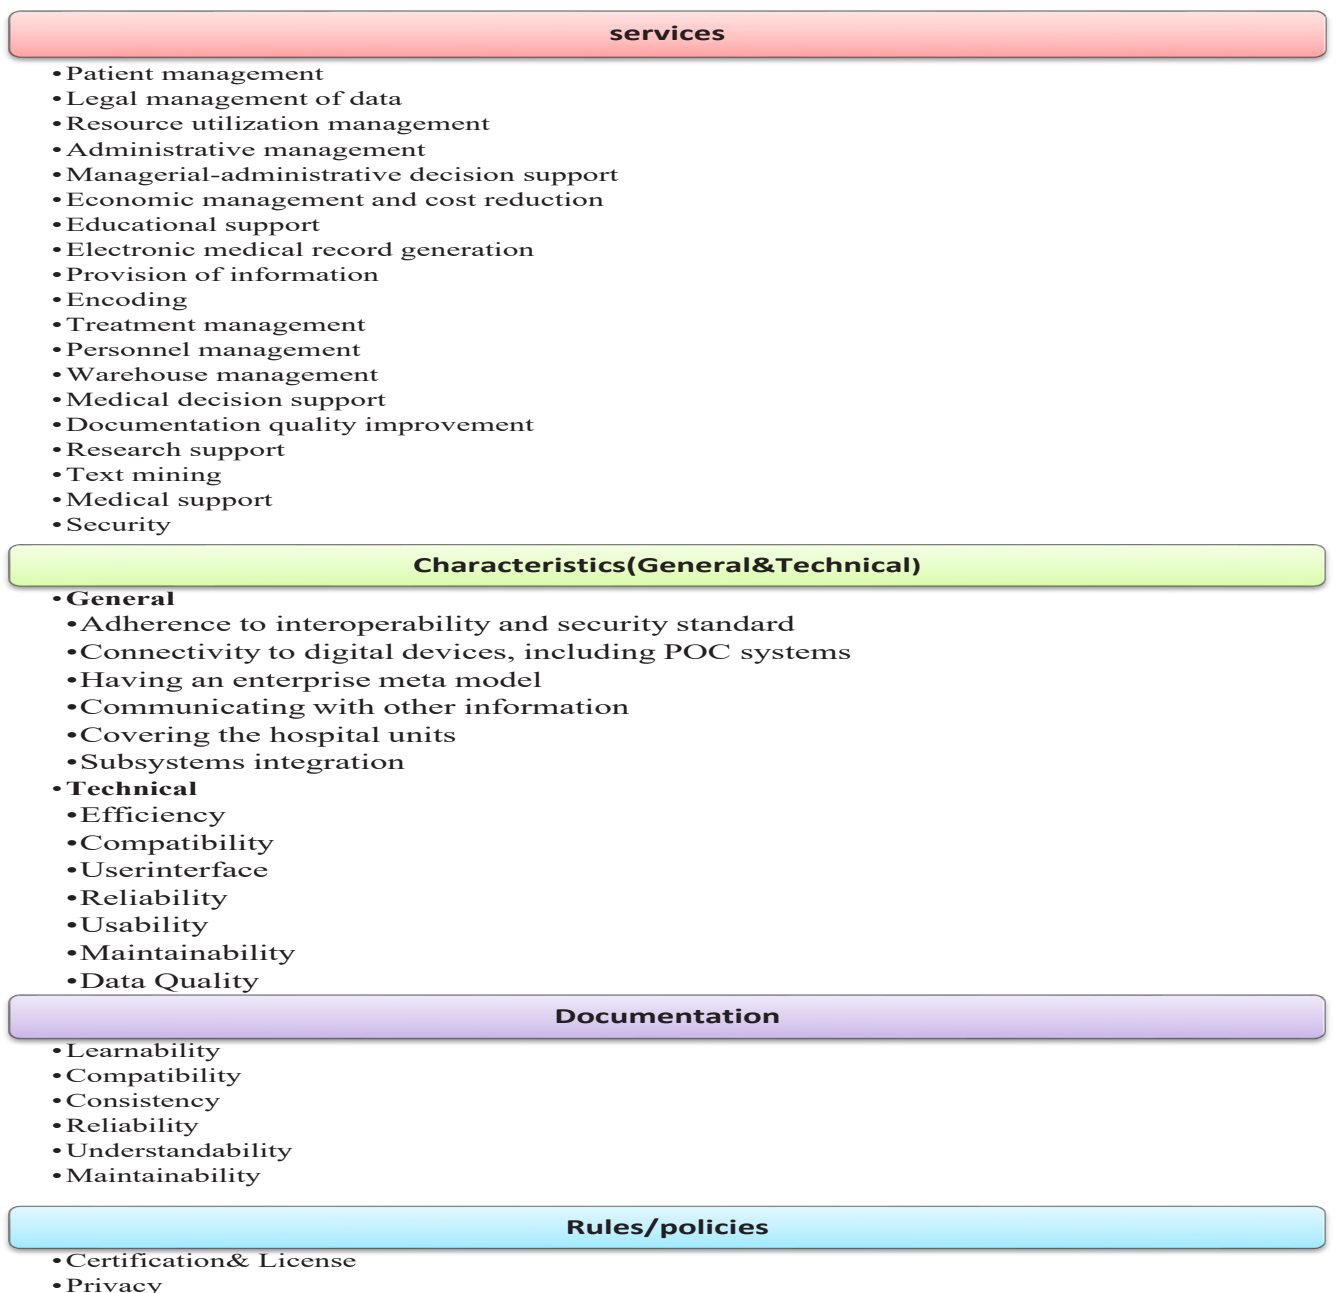 services
•Patient management
•Legal management of data
•Resource utilization management
•Administrative management
•Managerial-administrative decision support
•Economic management and cost reduction
•Educational support
•Electronic medical record generation
•Provision of information
•Encoding
•Treatment management
•Personnel management
•Warehouse management
•Medical decision support
•Documentation quality improvement
•Research support
•Text mining
•Medical support
•Security
Characteristics(General&Technical)
•General
•Adherence to interoperability and security standard
•Connectivity to digital devices, including POC systems
•Having an enterprise meta model
•Communicating with other information
•Covering the hospital units
•Subsystems integration
•Technical
•Efficiency
•Compatibility
•Userinterface
•Reliability
•Usability
•Maintainability
•Data Quality
Documentation
•Learnability
•Compatibility
•Consistency
•Reliability
•Understandability
•Maintainability
Rules/policies
•Certification& License
•Privacy